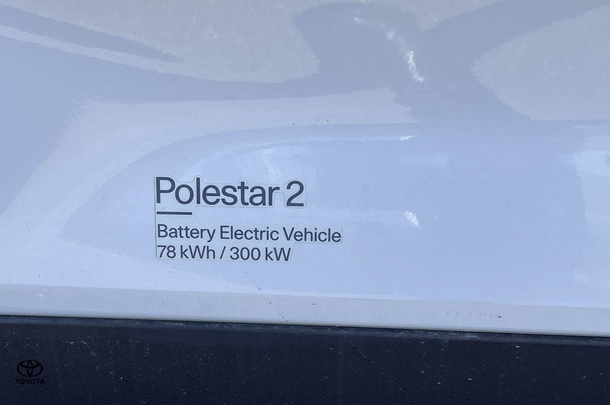 Polestar 2
Battery Electric Vehicle
78 kWh / 300 kW
TOYOTA